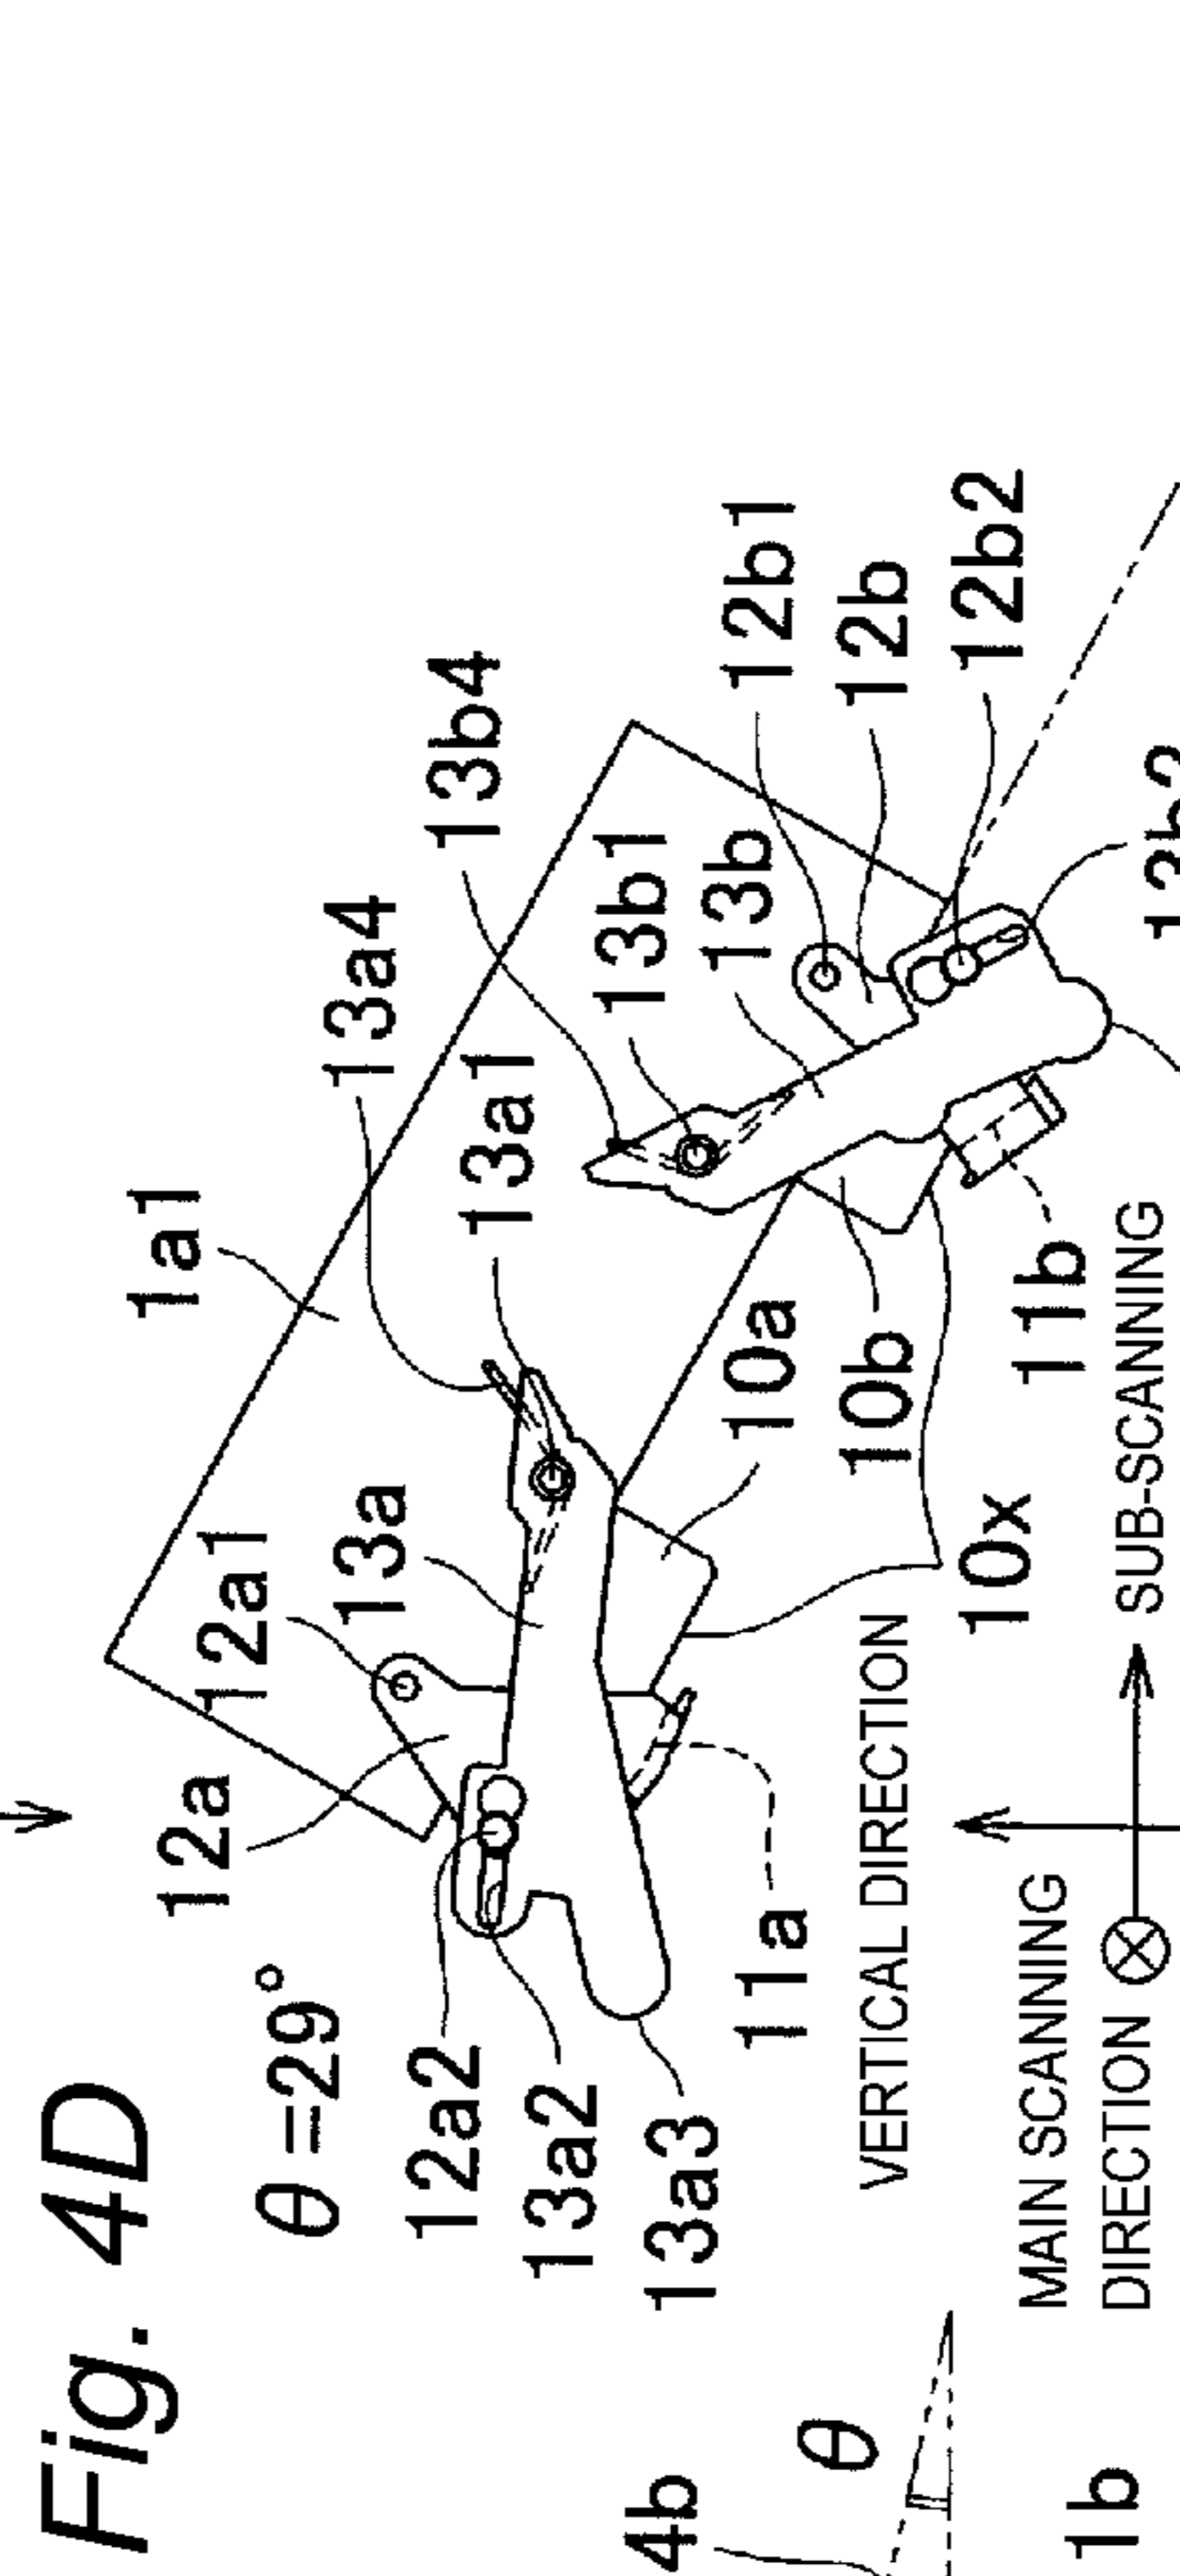 Fig. 4D
θ=29°
1a1
12a
12a1
13a
13a4
13a1
13b4
13b1
13b
12b1
12b
12b2
13b2
12a2
13a2
13a3
11a
10a
10b
10x
11b
VERTICAL DIRECTION
MAIN SCANNING
DIRECTION
SUB-SCANNING
4b
θ
1b